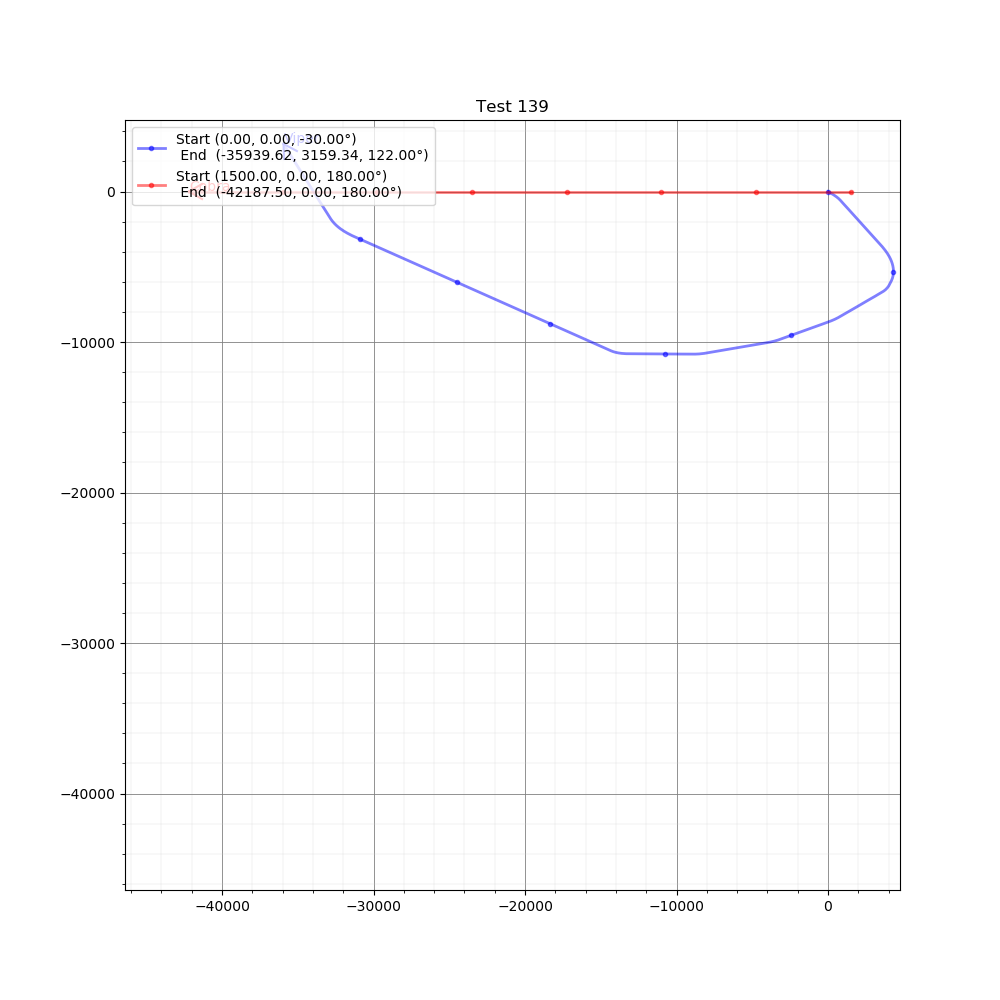 Test 139
Start (0.00, 0.00, -30.00°)
End (-35939.62, 3159.34, 122.00°)
Start (1500.00, 0.00, 180.00°)
End (-42187.50, 0.00, 180.00°)
0
−10000
−20000
−30000
−40000
−40000 −30000 −20000 −10000 0